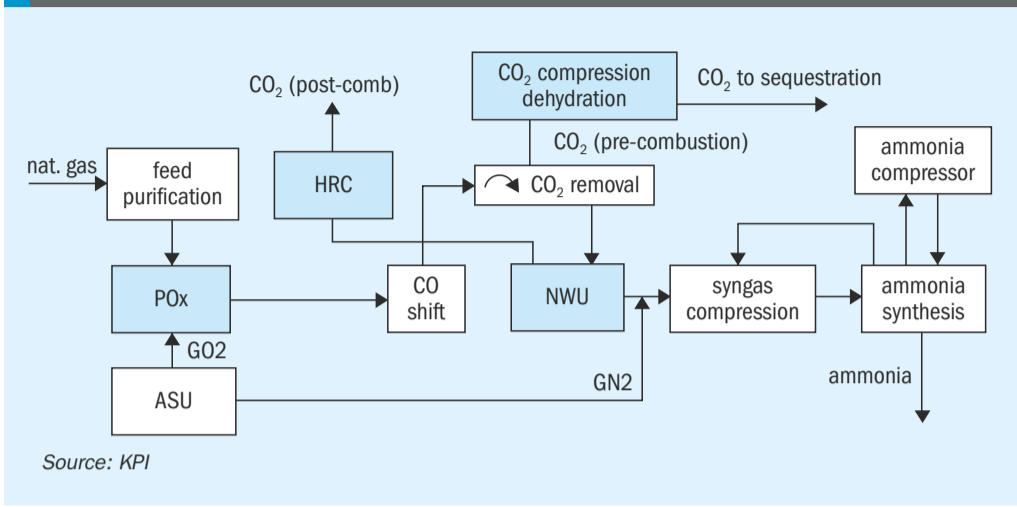 CO₂ (post-comb)
CO₂ compression
dehydration
CO₂ to sequestration
CO₂ (pre-combustion)
nat. gas
feed
purification
HRC
CO₂ removal
ammonia
compressor
POx
CO
shift
NWU
syngas
compression
ammonia
synthesis
GO2
ASU
GN2
ammonia
Source: KPI